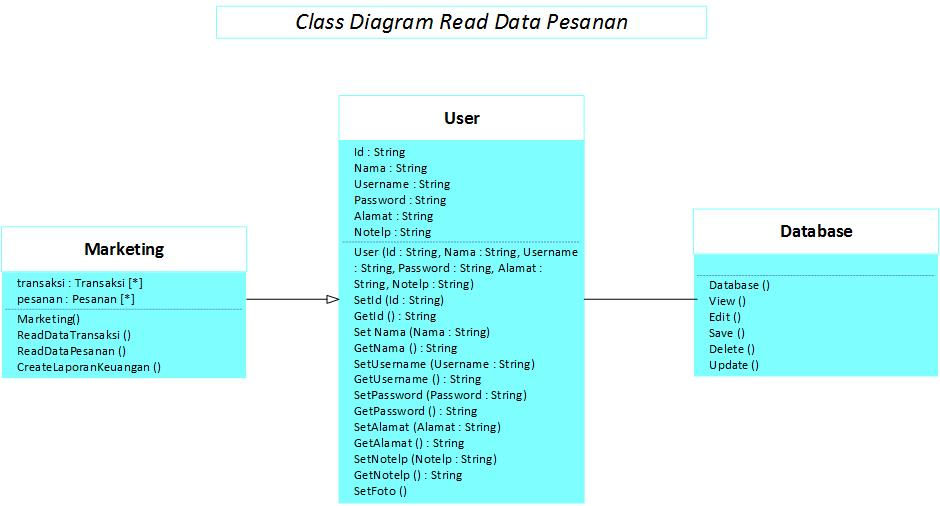 Class Diagram Read Data Pesanan
Marketing
transaksi : Transaksi [*]
pesanan : Pesanan [*]
Marketing()
ReadDataTransaksi ()
ReadDataPesanan ()
CreateLaporanKeuangan ()
User
Id : String
Nama : String
Username : String
Password : String
Alamat : String
Notelp : String
User (Id : String, Nama : String, Username
: String, Password : String, Alamat :
String, Notelp : String)
SetId (Id : String)
GetId () : String
Set Nama (Nama : String)
GetNama () : String
SetUsername (Username : String)
GetUsername () : String
SetPassword (Password : String)
GetPassword () : String
SetAlamat (Alamat : String)
GetAlamat () : String
SetNotelp (Notelp : String)
GetNotelp () : String
SetFoto ()
Database
Database ()
View ()
Edit ()
Save ()
Delete ()
Update ()